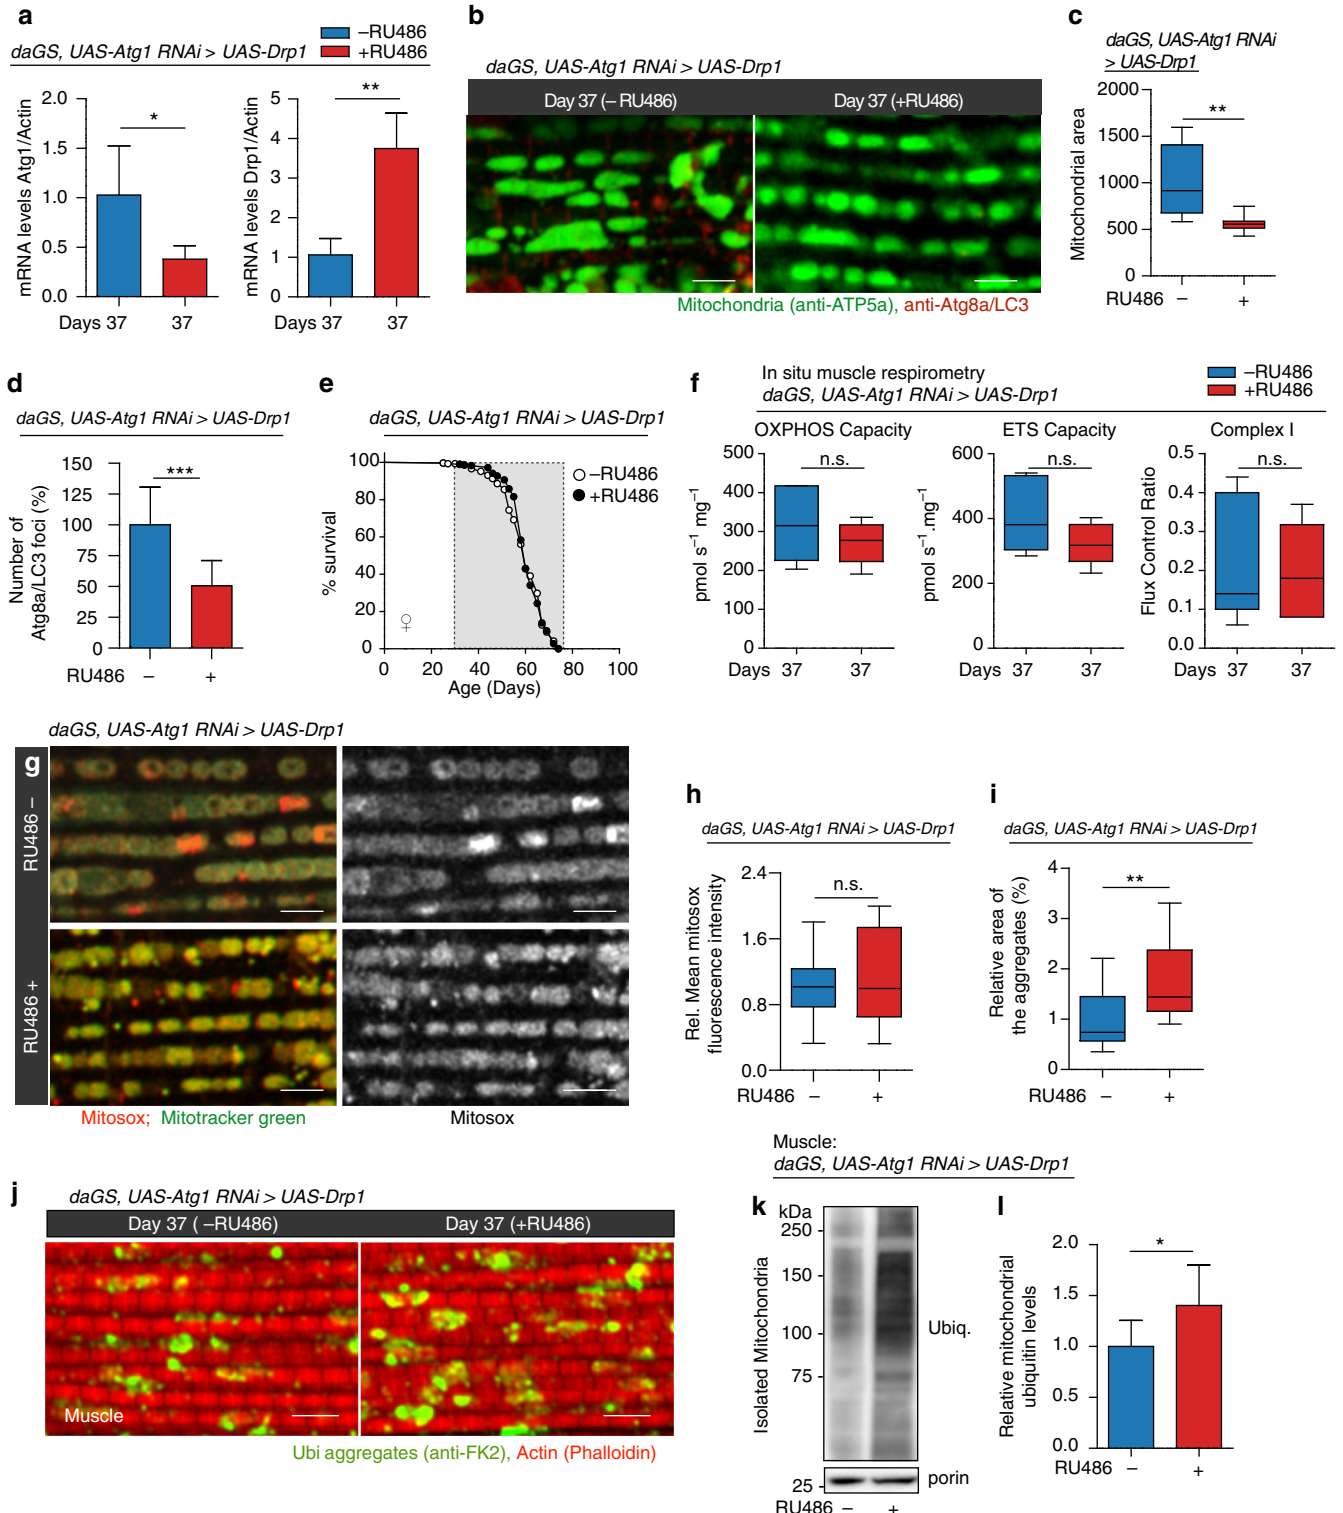 a
−RU486
+RU486
daGS, UAS-Atg1 RNAi > UAS-Drp1
mRNA levels Atg1/Actin
2.0
1.5
1.0
0.5
0.0
*
Days 37
37
mRNA levels Drp1/Actin
5
4
3
2
1
0
**
37
37
b
daGS, UAS-Atg1 RNAi > UAS-Drp1
Day 37 (− RU486)
Day 37 (+RU486)
Mitochondria (anti-ATP5a), anti-Atg8a/LC3
c
daGS, UAS-Atg1 RNAi
> UAS-Drp1
Mitochondrial area
2000
1500
1000
500
0
**
RU486 − +
d
daGS, UAS-Atg1 RNAi > UAS-Drp1
Number of
Atg8a/LC3 foci (%)
150
125
100
75
50
25
0
***
RU486 − +
e
daGS, UAS-Atg1 RNAi > UAS-Drp1
% survival
100
80
60
40
20
0
−RU486
+RU486
♀
0 20 40 60 80 100
Age (Days)
f
In situ muscle respirometry
daGS, UAS-Atg1 RNAi > UAS-Drp1
−RU486
+RU486
OXPHOS Capacity
pmol s−1 mg−1
500
400
300
200
100
0
n.s.
Days 37 37
ETS Capacity
pmol s−1.mg−1
600
400
200
0
n.s.
Days 37 37
Complex I
Flux Control Ratio
0.5
0.4
0.3
0.2
0.1
0.0
n.s.
Days 37 37
daGS, UAS-Atg1 RNAi > UAS-Drp1
g
RU486 −
RU486 +
Mitosox; Mitotracker green
Mitosox
h
daGS, UAS-Atg1 RNAi > UAS-Drp1
Rel. Mean mitosox
fluorescence intensity
2.4
1.6
0.8
0.0
n.s.
RU486 − +
i
daGS, UAS-Atg1 RNAi > UAS-Drp1
Relative area of
the aggregates (%)
4
3
2
1
0
**
RU486 − +
j
daGS, UAS-Atg1 RNAi > UAS-Drp1
Day 37 ( −RU486)
Day 37 (+RU486)
Muscle
Ubi aggregates (anti-FK2), Actin (Phalloidin)
Muscle:
daGS, UAS-Atg1 RNAi > UAS-Drp1
k
kDa
250
150
100
75
25
Isolated Mitochondria
Ubiq.
porin
RU486 − +
l
Relative mitochondrial
ubiquitin levels
2.0
1.5
1.0
0.5
0.0
*
RU486 − +